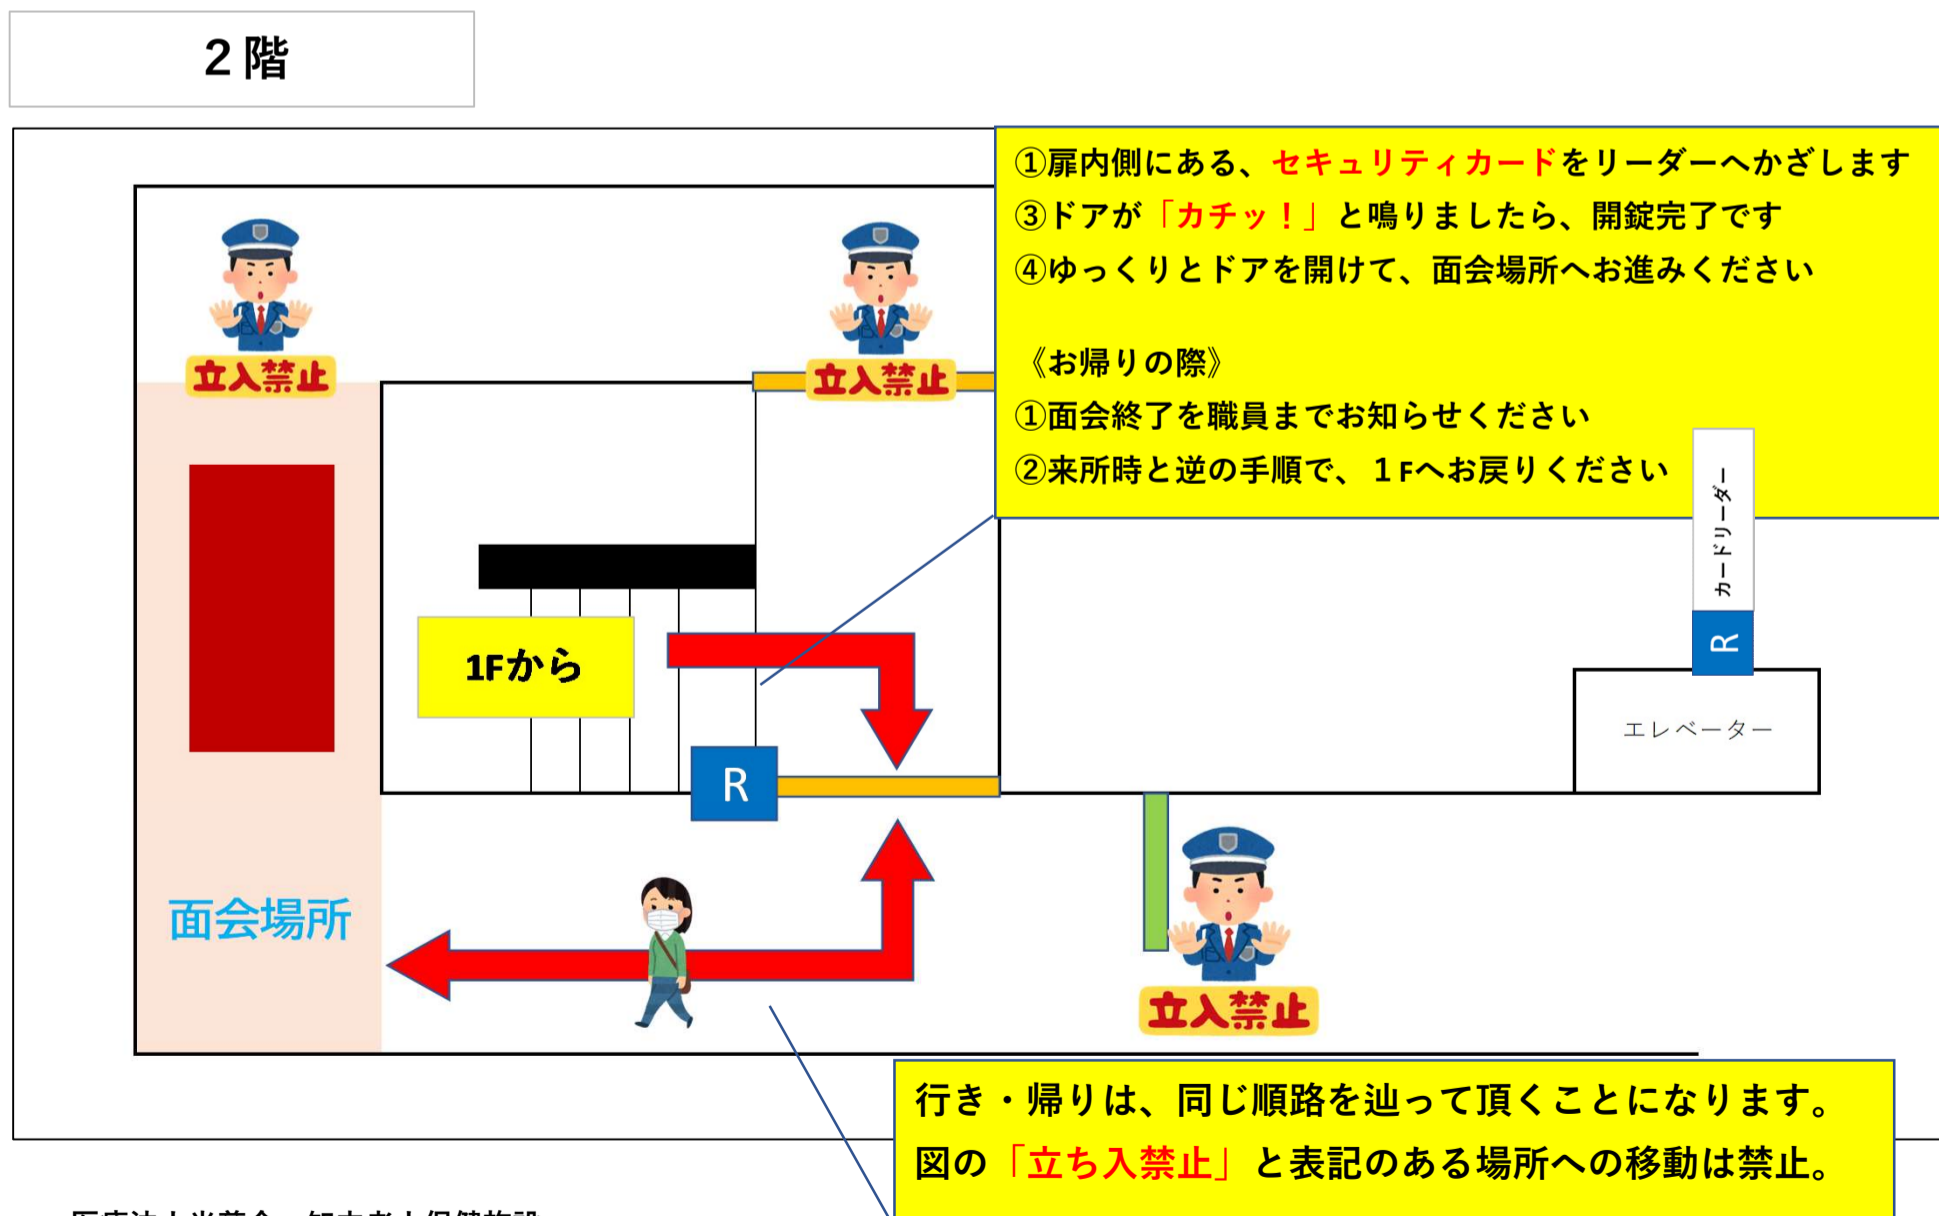 ２階
①扉内側にある、セキュリティカードをリーダーへかざします
③ドアが「カチッ！」と鳴りましたら、開錠完了です
④ゆっくりとドアを開けて、面会場所へお進みください
《お帰りの際》
①面会終了を職員までお知らせください
②来所時と逆の手順で、１Fへお戻りください
立入禁止
立入禁止
カードリーダー
R
エレベーター
1Fから
R
面会場所
立入禁止
行き・帰りは、同じ順路を辿って頂くことになります。
図の「立ち入禁止」と表記のある場所への移動は禁止。